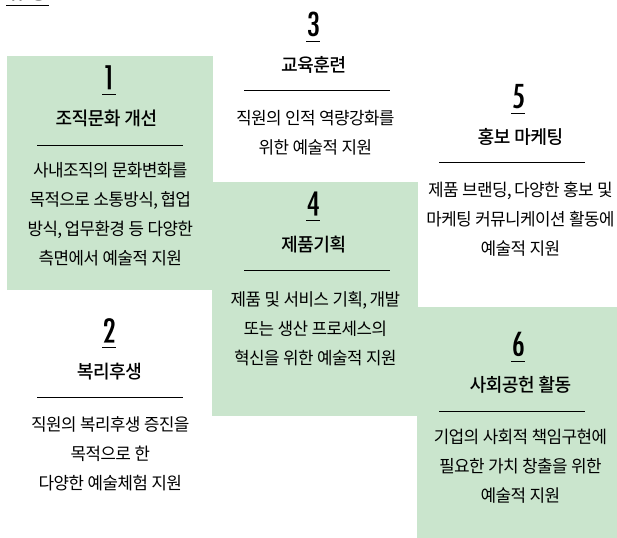 1
조직문화 개선
사내조직의 문화변화를
목적으로 소통방식, 협업
방식, 업무환경 등 다양한
측면에서 예술적 지원
2
복리후생
직원의 복리후생 증진을
목적으로 한
다양한 예술체험 지원
3
교육훈련
직원의 인적 역량강화를
위한 예술적 지원
4
제품기획
제품 및 서비스 기획, 개발
또는 생산 프로세스의
혁신을 위한 예술적 지원
5
홍보 마케팅
제품 브랜딩, 다양한 홍보 및
마케팅 커뮤니케이션 활동에
예술적 지원
6
사회공헌 활동
기업의 사회적 책임구현에
필요한 가치 창출을 위한
예술적 지원